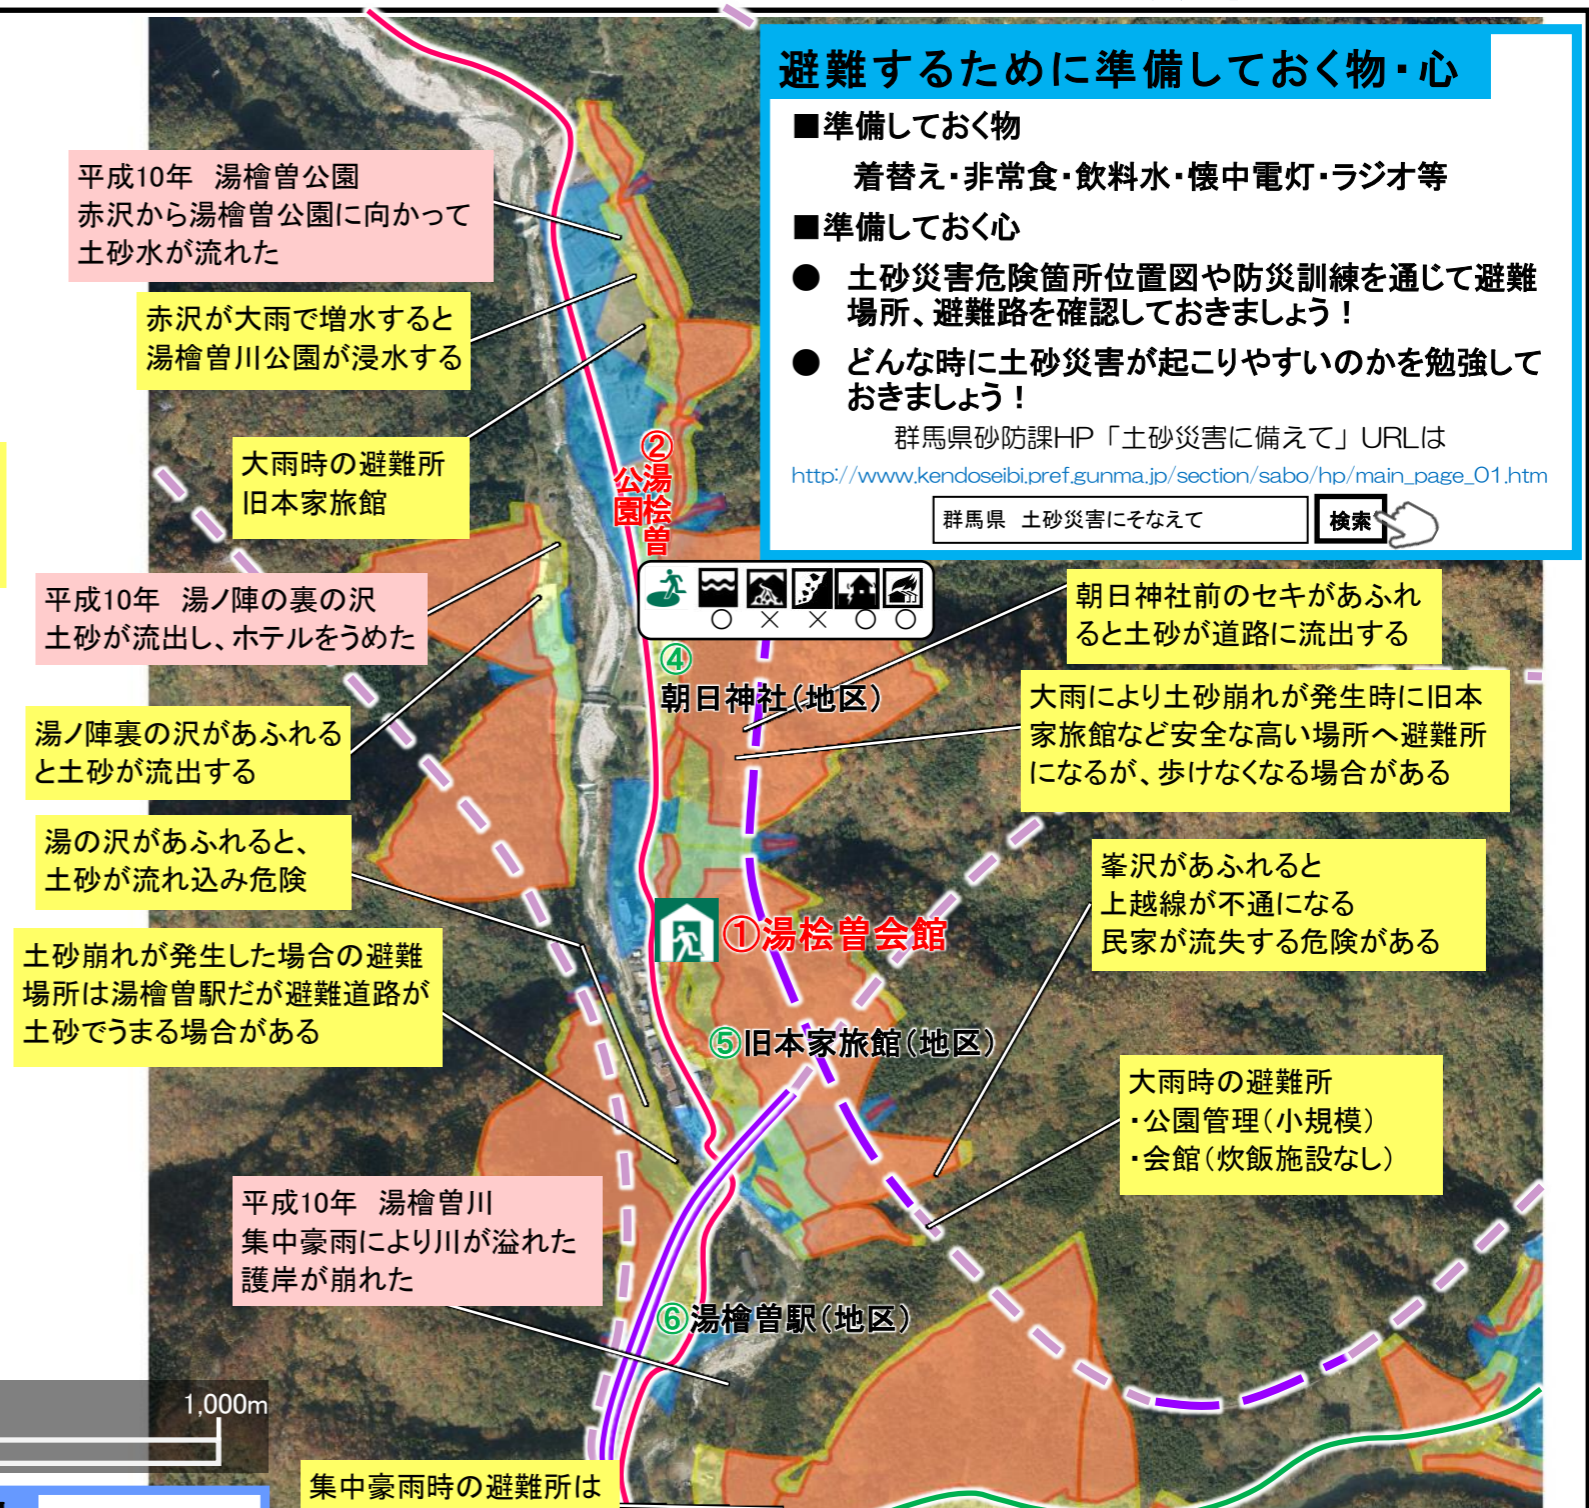 避難するために準備しておく物・心
■準備しておく物
着替え・非常食・飲料水・懐中電灯・ラジオ等
■準備しておく心
● 土砂災害危険箇所位置図や防災訓練を通じて避難
場所、避難路を確認しておきましょう！
● どんな時に土砂災害が起こりやすいのかを勉強して
おきましょう！
群馬県砂防課HP「土砂災害に備えて」URLは
http://www.kendoseibi.pref.gunma.jp/section/sabo/hp/main_page_01.htm
群馬県 土砂災害にそなえて
検索
平成10年 湯檜曽公園
赤沢から湯檜曽公園に向かって
土砂水が流れた
赤沢が大雨で増水すると
湯檜曽川公園が浸水する
大雨時の避難所
旧本家旅館
②湯桧曽
公園
○ × × ○ ○
平成10年 湯ノ陣の裏の沢
土砂が流出し、ホテルをうめた
朝日神社前のセキがあふれ
ると土砂が道路に流出する
④
朝日神社（地区）
湯ノ陣裏の沢があふれる
と土砂が流出する
大雨により土砂崩れが発生時に旧本
家旅館など安全な高い場所へ避難所
になるが、歩けなくなる場合がある
湯の沢があふれると、
土砂が流れ込み危険
峯沢があふれると
上越線が不通になる
民家が流失する危険がある
①湯桧曽会館
土砂崩れが発生した場合の避難
場所は湯檜曽駅だが避難道路が
土砂でうまる場合がある
⑤旧本家旅館（地区）
大雨時の避難所
・公園管理（小規模）
・会館（炊飯施設なし）
平成10年 湯檜曽川
集中豪雨により川が溢れた
護岸が崩れた
⑥湯檜曽駅（地区）
1,000m
集中豪雨時の避難所は